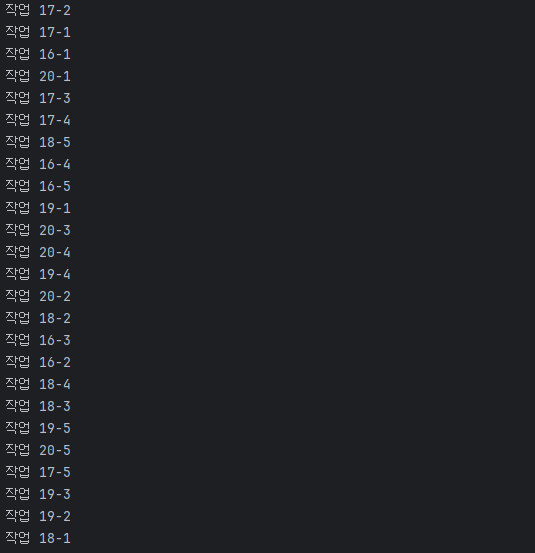 작업 17-2
작업 17-1
작업 16-1
작업 20-1
작업 17-3
작업 17-4
작업 18-5
작업 16-4
작업 16-5
작업 19-1
작업 20-3
작업 20-4
작업 19-4
작업 20-2
작업 18-2
작업 16-3
작업 16-2
작업 18-4
작업 18-3
작업 19-5
작업 20-5
작업 17-5
작업 19-3
작업 19-2
작업 18-1